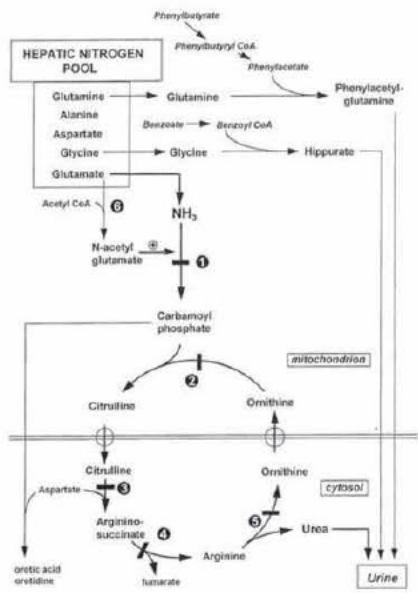 Phenylbutyrate
Phenylbutyryl CoA
Phenylacetate
HEPATIC NITROGEN
POOL
Glutamine
Glutamine
Phenylacetyl-
glutamine
Alanine
Aspartate
Benzoate
Benzoyl CoA
Glycine
Glycine
Hippurate
Glutamate
Acetyl CoA
6
NH3
N-acetyl
glutamate
+
1
Carbamoyl
phosphate
mitochondrion
2
Citrulline
Ornithine
Citrulline
Ornithine
cytosol
3
Aspartate
5
Arginino-
succinate
4
Urea
Arginine
orotic acid
orotidine
fumarate
Urine